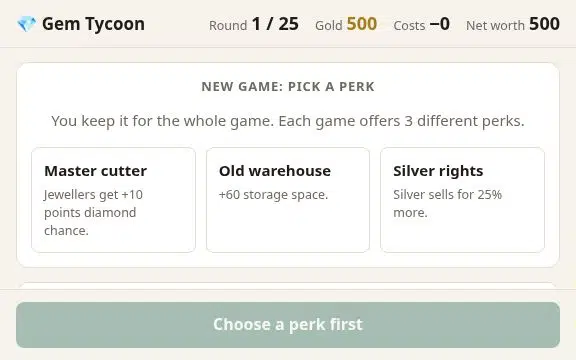 💎 Gem Tycoon
Round 1 / 25 Gold 500 Costs −0 Net worth 500
NEW GAME: PICK A PERK
You keep it for the whole game. Each game offers 3 different perks.
Master cutter
Jewellers get +10
points diamond
chance.
Old warehouse
+60 storage space.
Silver rights
Silver sells for 25%
more.
Choose a perk first